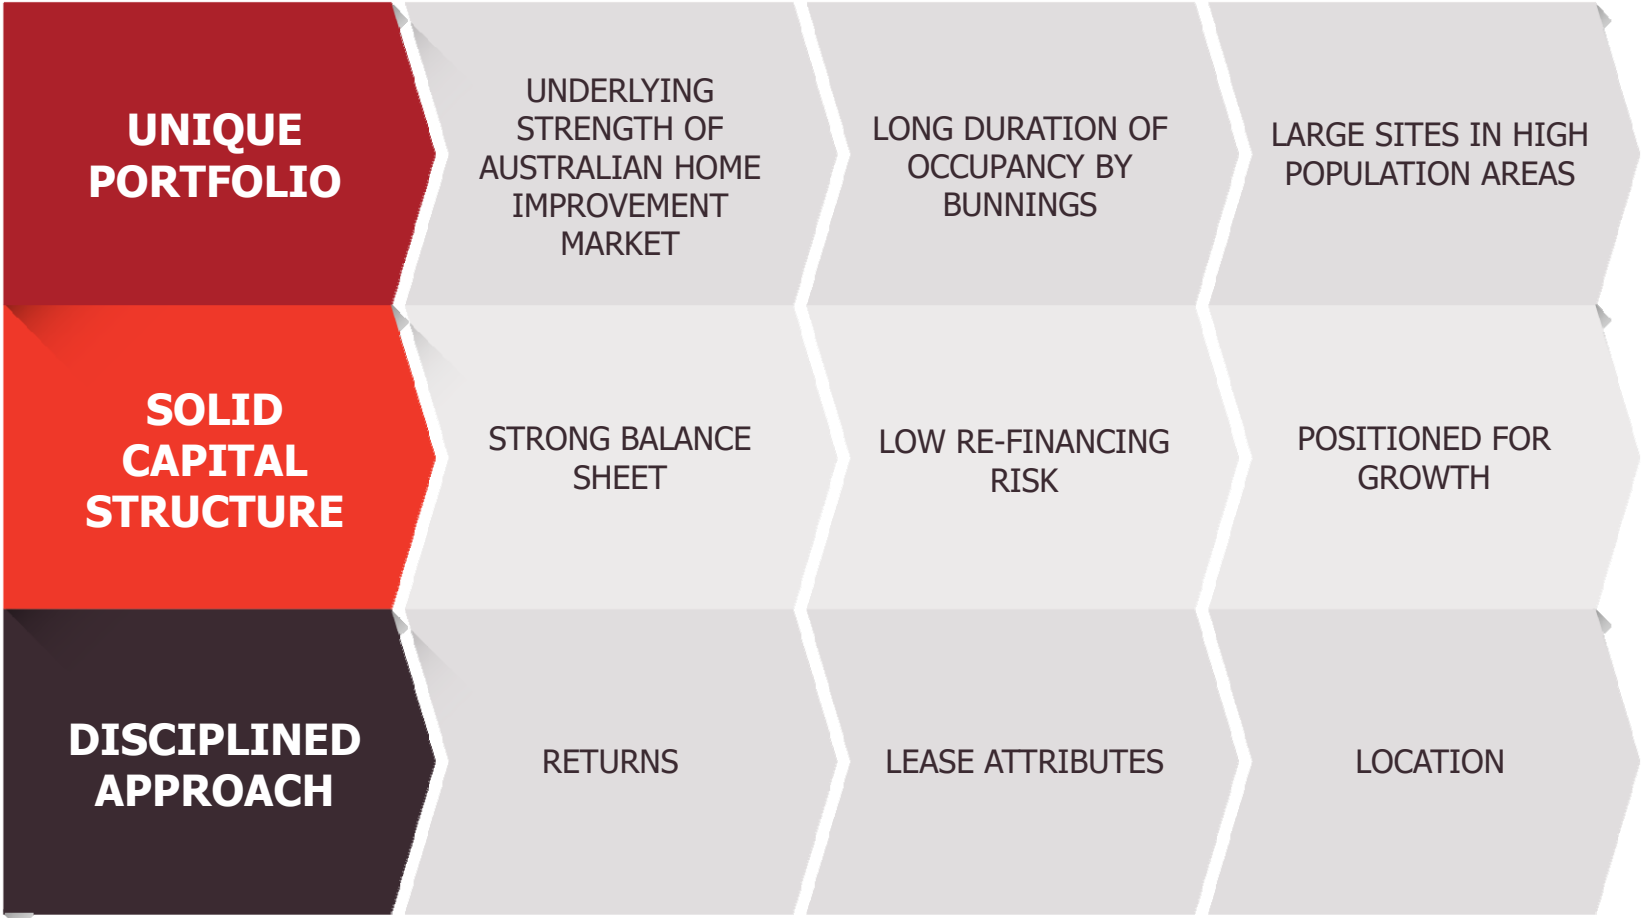 UNIQUE
PORTFOLIO
UNDERLYING
STRENGTH OF
AUSTRALIAN HOME
IMPROVEMENT
MARKET
LONG DURATION OF
OCCUPANCY BY
BUNNINGS
LARGE SITES IN HIGH
POPULATION AREAS
SOLID
CAPITAL
STRUCTURE
STRONG BALANCE
SHEET
LOW RE-FINANCING
RISK
POSITIONED FOR
GROWTH
DISCIPLINED
APPROACH
RETURNS
LEASE ATTRIBUTES
LOCATION